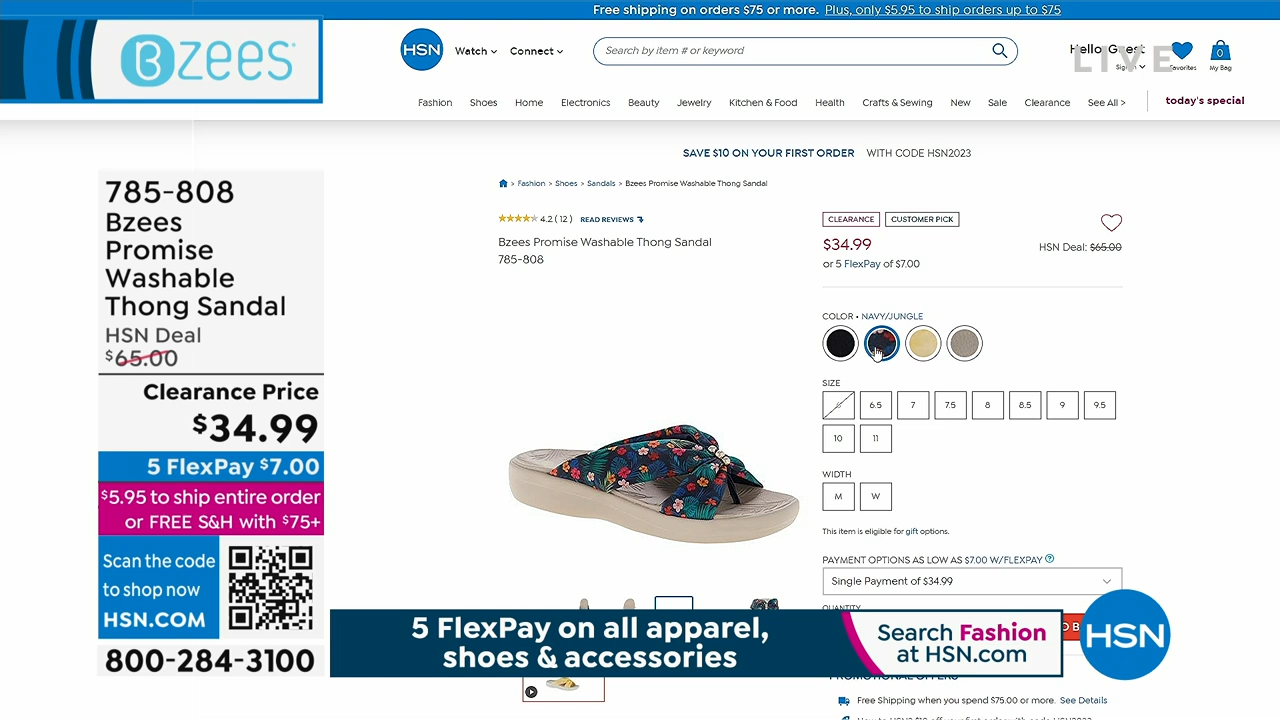 Free shipping on orders $75 or more. Plus, only $5.95 to ship orders up to $75
Bzees
HSN
Watch
Connect
Search by item # or keyword
Hello, Guest
LIVE
Favorites
0
My Bag
Fashion Shoes Home Electronics Beauty Jewelry Kitchen & Food Health Crafts & Sewing New Sale Clearance See All > today's special
SAVE $10 ON YOUR FIRST ORDER WITH CODE HSN2023
> Fashion > Shoes > Sandals > Bzees Promise Washable Thong Sandal
785-808
Bzees
Promise
Washable
Thong Sandal
HSN Deal
$65.00
Clearance Price
$34.99
5 FlexPay $7.00
$5.95 to ship entire order
or FREE S&H with $75+
Scan the code
to shop now
HSN.COM
800-284-3100
4.2 ( 12 ) READ REVIEWS
Bzees Promise Washable Thong Sandal
785-808
CLEARANCE CUSTOMER PICK
$34.99
HSN Deal: $65.00
or 5 FlexPay of $7.00
COLOR • NAVY/JUNGLE
SIZE
6 6.5 7 7.5 8 8.5 9 9.5
10 11
WIDTH
M W
This item is eligible for gift options.
PAYMENT OPTIONS AS LOW AS $7.00 W/FLEXPAY ?
Single Payment of $34.99
QUANTITY
5 FlexPay on all apparel,
shoes & accessories
Search Fashion
at HSN.com
HSN
PROMOTIONAL OFFERS
Free Shipping when you spend $75.00 or more. See Details